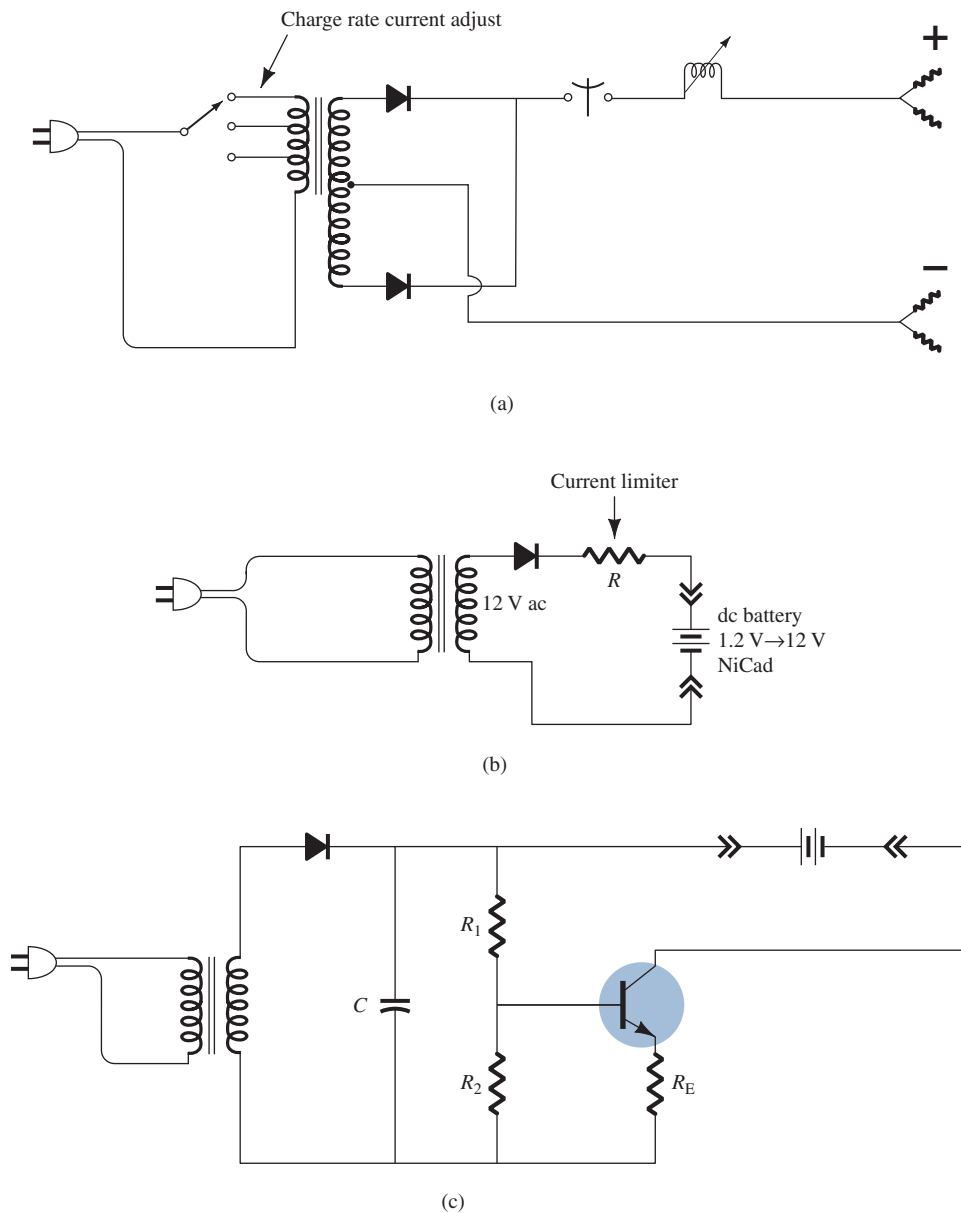 Charge rate current adjust
+
−
(a)
Current limiter
R
12 V ac
dc battery
1.2 V→12 V
NiCad
(b)
R1
C
R2
RE
(c)